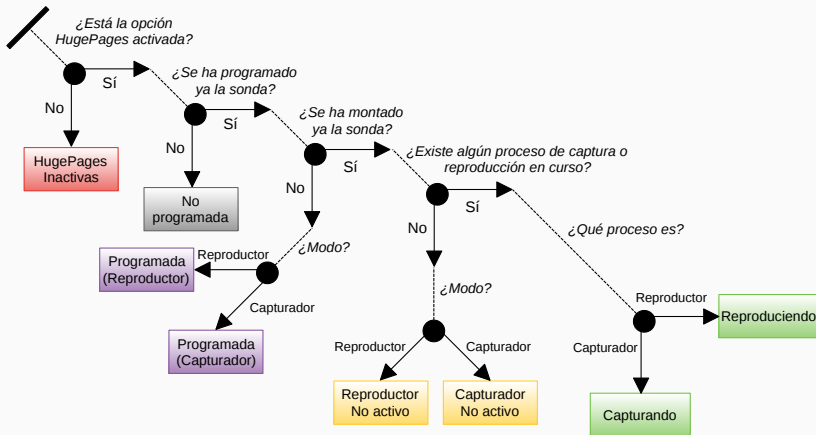 ¿Está la opción
HugePages activada?
Sí
No
HugePages
Inactivas
¿Se ha programado
ya la sonda?
Sí
No
No
programada
¿Se ha montado
ya la sonda?
Sí
No
¿Modo?
Reproductor
Programada
(Reproductor)
Capturador
Programada
(Capturador)
¿Existe algún proceso de captura o
reproducción en curso?
Sí
No
¿Modo?
Reproductor
Capturador
Reproductor
No activo
Capturador
No activo
¿Qué proceso es?
Reproductor
Reproduciendo
Capturador
Capturando